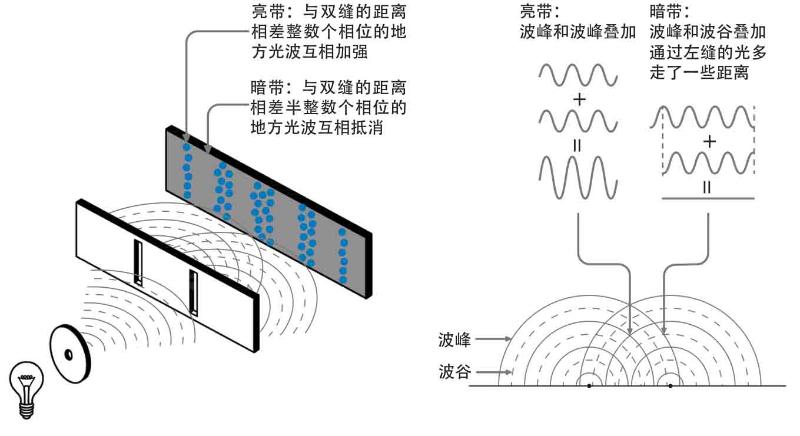 亮带：与双缝的距离
相差整数个相位的地
方光波互相加强
暗带：与双缝的距离
相差半整数个相位的
地方光波互相抵消
亮带：
波峰和波峰叠加
暗带：
波峰和波谷叠加
通过左缝的光多
走了一些距离
+
=
+
=
波峰
波谷